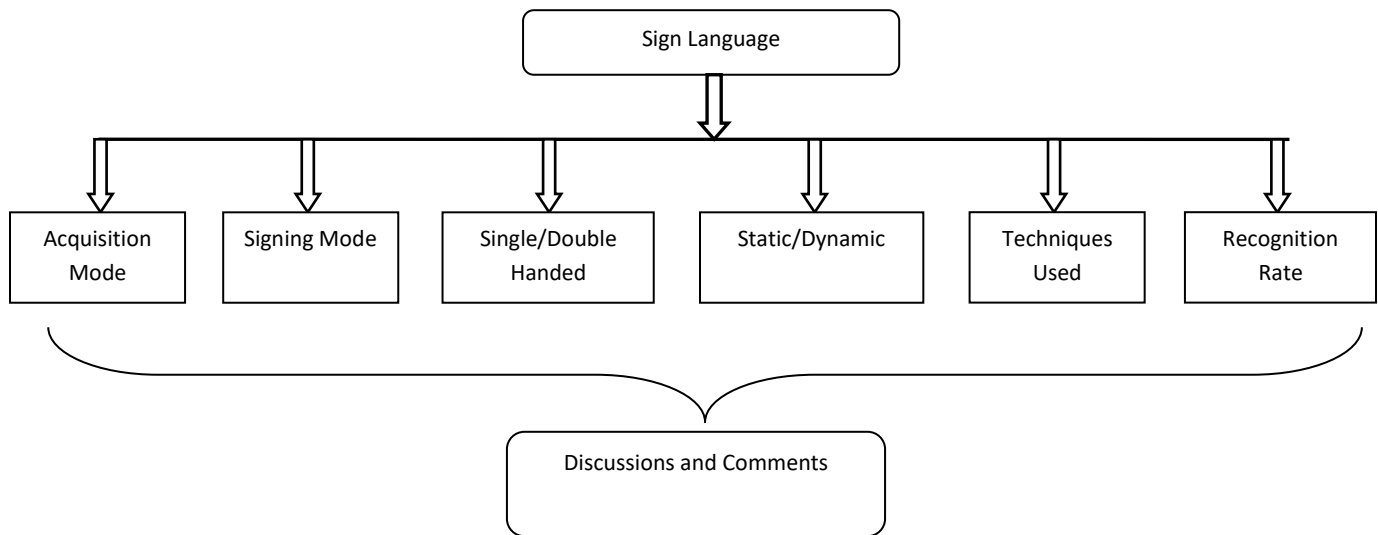 Sign Language
Acquisition
Mode
Signing Mode
Single/Double
Handed
Static/Dynamic
Techniques
Used
Recognition
Rate
Discussions and Comments